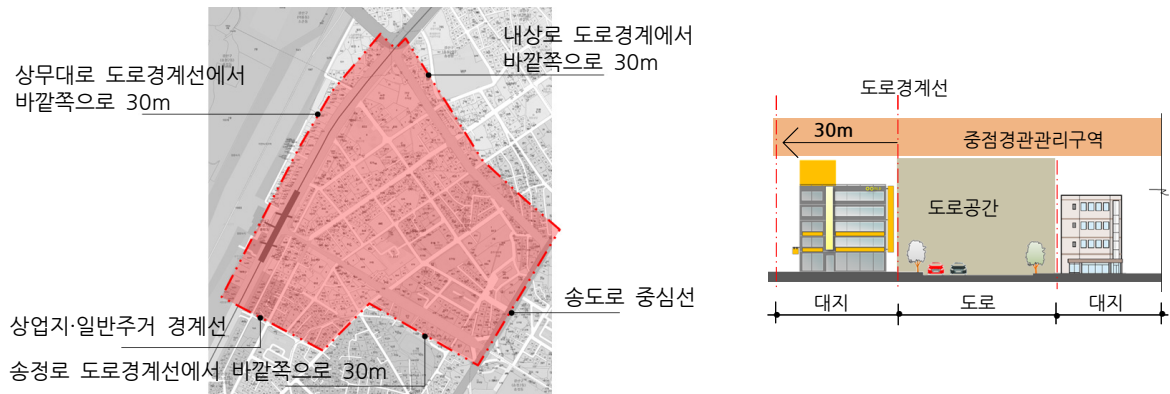 내상로 도로경계에서
바깥쪽으로 30m
상무대로 도로경계선에서
바깥쪽으로 30m
송도로 중심선
상업지·일반주거 경계선
송정로 도로경계선에서 바깥쪽으로 30m
도로경계선
30m
중점경관관리구역
도로공간
대지
도로
대지